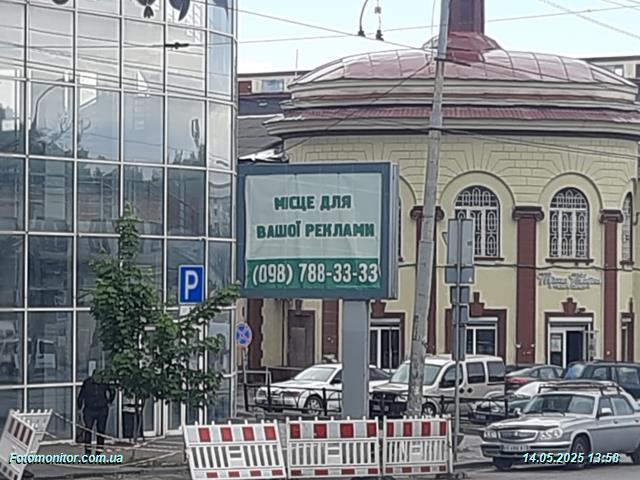 МІСЦЕ ДЛЯ
ВАШОЇ РЕКЛАМИ
(098) 788-33-33
P
Fotomonitor.com.ua
14.05.2025 13:58